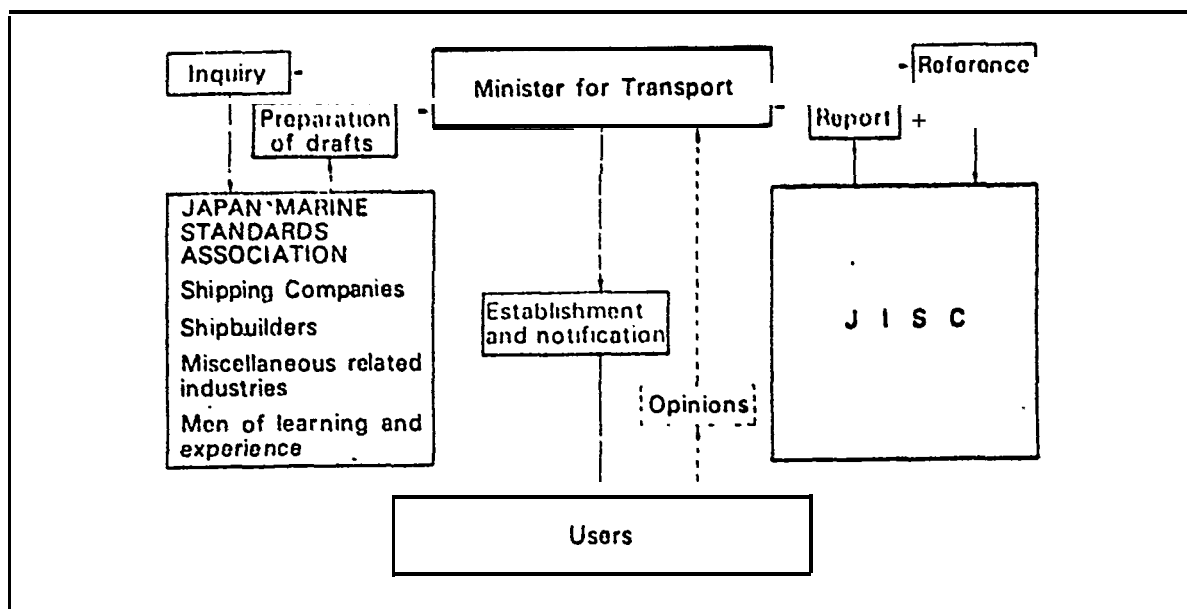 Inquiry
Minister for Transport
Reference
Preparation
of drafts
Report +
JAPAN MARINE
STANDARDS
ASSOCIATION
Shipping Companies
Shipbuilders
Miscellaneous related
industries
Men of learning and
experience
Establishment
and notification
Opinions
J I S C
Users